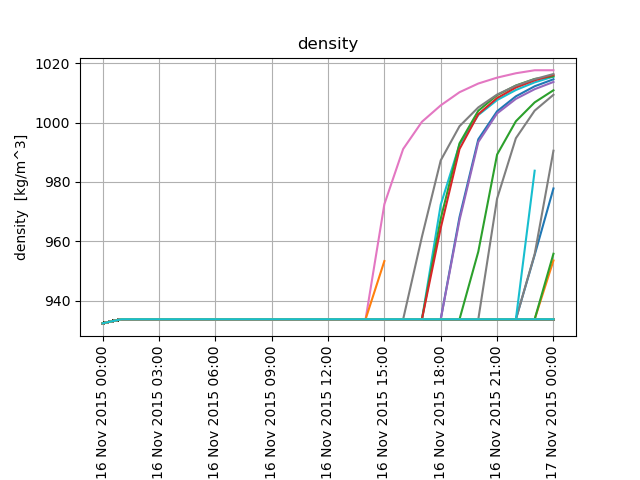 density
1020
1000
980
960
940
density [kg/m^3]
16 Nov 2015 00:00
16 Nov 2015 03:00
16 Nov 2015 06:00
16 Nov 2015 09:00
16 Nov 2015 12:00
16 Nov 2015 15:00
16 Nov 2015 18:00
16 Nov 2015 21:00
17 Nov 2015 00:00